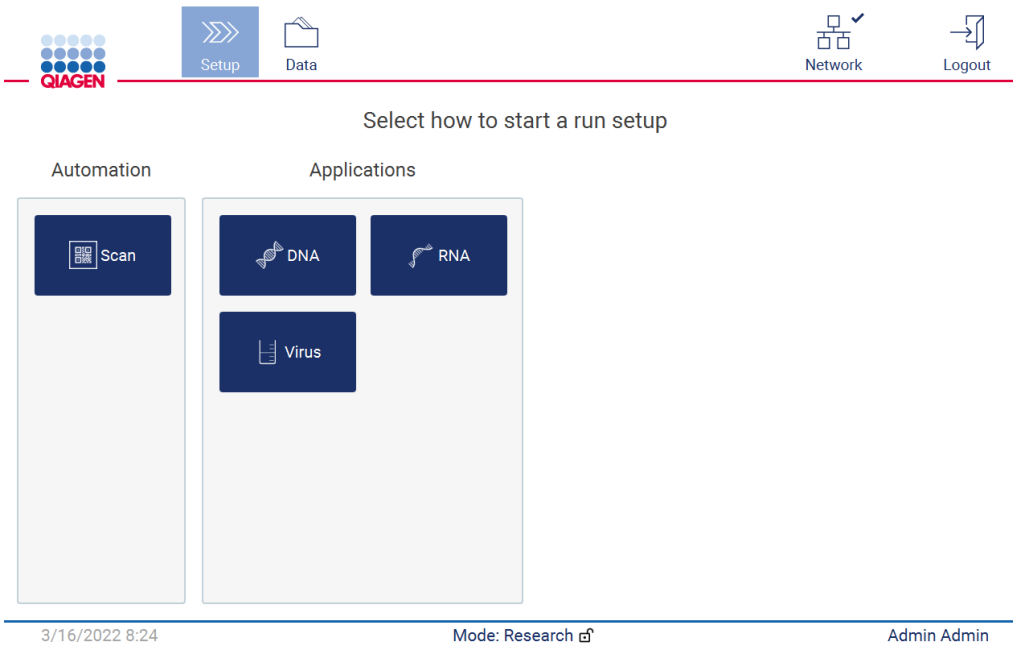 Setup
Data
Network
Logout
QIAGEN
Select how to start a run setup
Automation
Applications
Scan
DNA
RNA
Virus
3/16/2022 8:24
Mode: Research
Admin Admin